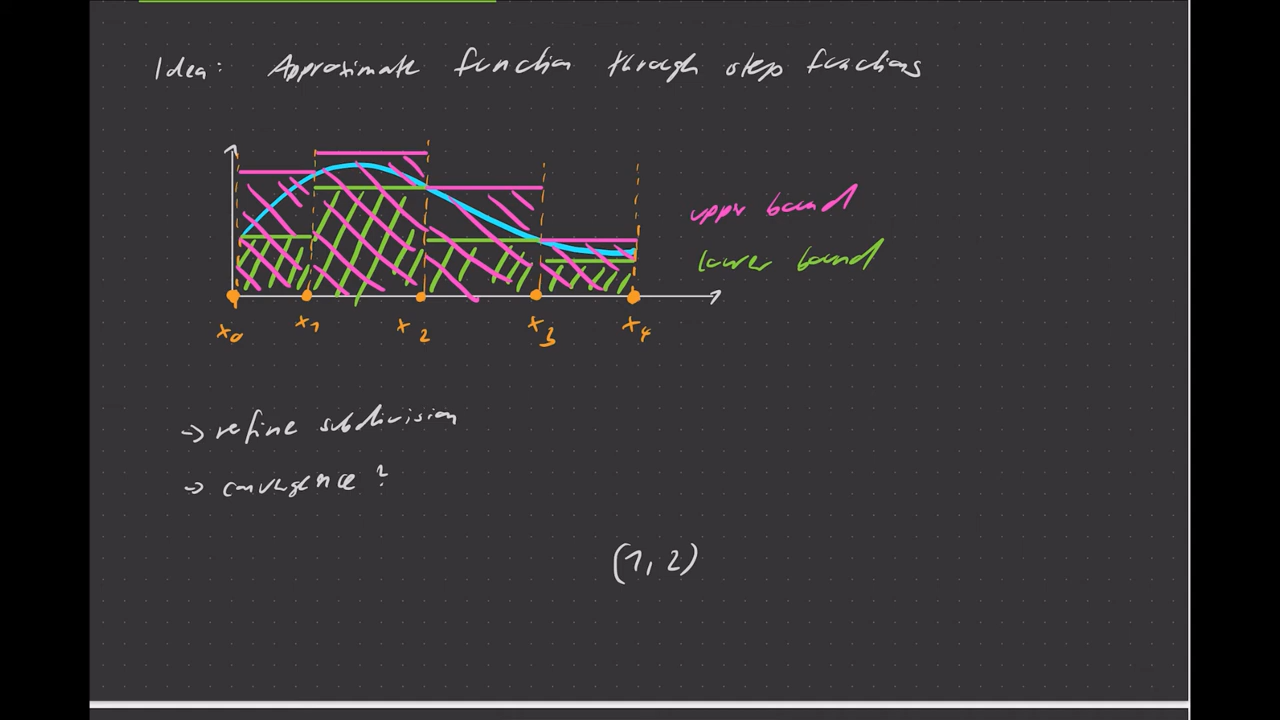 Idea: Approximate function through step functions
upper bound
lower bound
x0 x1 x2 x3 x4
→ refine subdivision
→ convergence?
(1, 2)